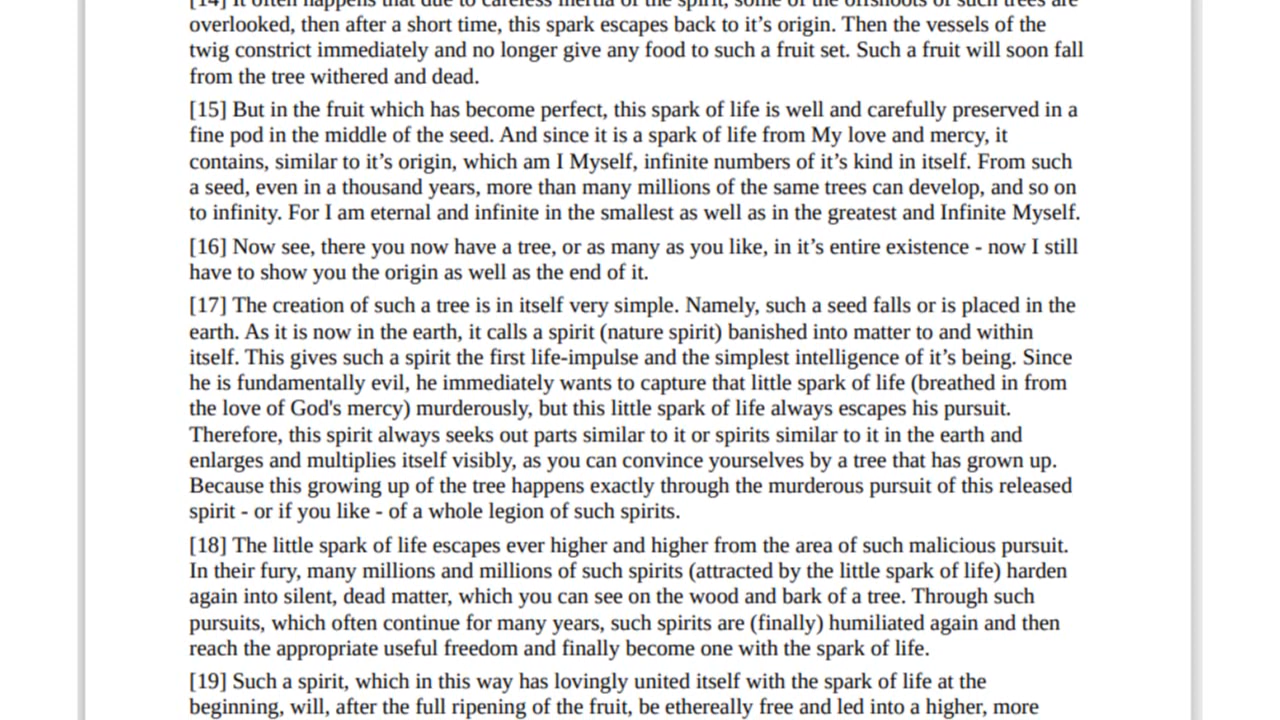 [14] It often happens that due to careless inertia of the spirit, some of the offshoots of such trees are
overlooked, then after a short time, this spark escapes back to it’s origin. Then the vessels of the
twig constrict immediately and no longer give any food to such a fruit set. Such a fruit will soon fall
from the tree withered and dead.
[15] But in the fruit which has become perfect, this spark of life is well and carefully preserved in a
fine pod in the middle of the seed. And since it is a spark of life from My love and mercy, it
contains, similar to it’s origin, which am I Myself, infinite numbers of it’s kind in itself. From such
a seed, even in a thousand years, more than many millions of the same trees can develop, and so on
to infinity. For I am eternal and infinite in the smallest as well as in the greatest and Infinite Myself.
[16] Now see, there you now have a tree, or as many as you like, in it’s entire existence - now I still
have to show you the origin as well as the end of it.
[17] The creation of such a tree is in itself very simple. Namely, such a seed falls or is placed in the
earth. As it is now in the earth, it calls a spirit (nature spirit) banished into matter to and within
itself. This gives such a spirit the first life-impulse and the simplest intelligence of it’s being. Since
he is fundamentally evil, he immediately wants to capture that little spark of life (breathed in from
the love of God's mercy) murderously, but this little spark of life always escapes his pursuit.
Therefore, this spirit always seeks out parts similar to it or spirits similar to it in the earth and
enlarges and multiplies itself visibly, as you can convince yourselves by a tree that has grown up.
Because this growing up of the tree happens exactly through the murderous pursuit of this released
spirit - or if you like - of a whole legion of such spirits.
[18] The little spark of life escapes ever higher and higher from the area of such malicious pursuit.
In their fury, many millions and millions of such spirits (attracted by the little spark of life) harden
again into silent, dead matter, which you can see on the wood and bark of a tree. Through such
pursuits, which often continue for many years, such spirits are (finally) humiliated again and then
reach the appropriate useful freedom and finally become one with the spark of life.
[19] Such a spirit, which in this way has lovingly united itself with the spark of life at the
beginning, will, after the full ripening of the fruit, be ethereally free and led into a higher, more